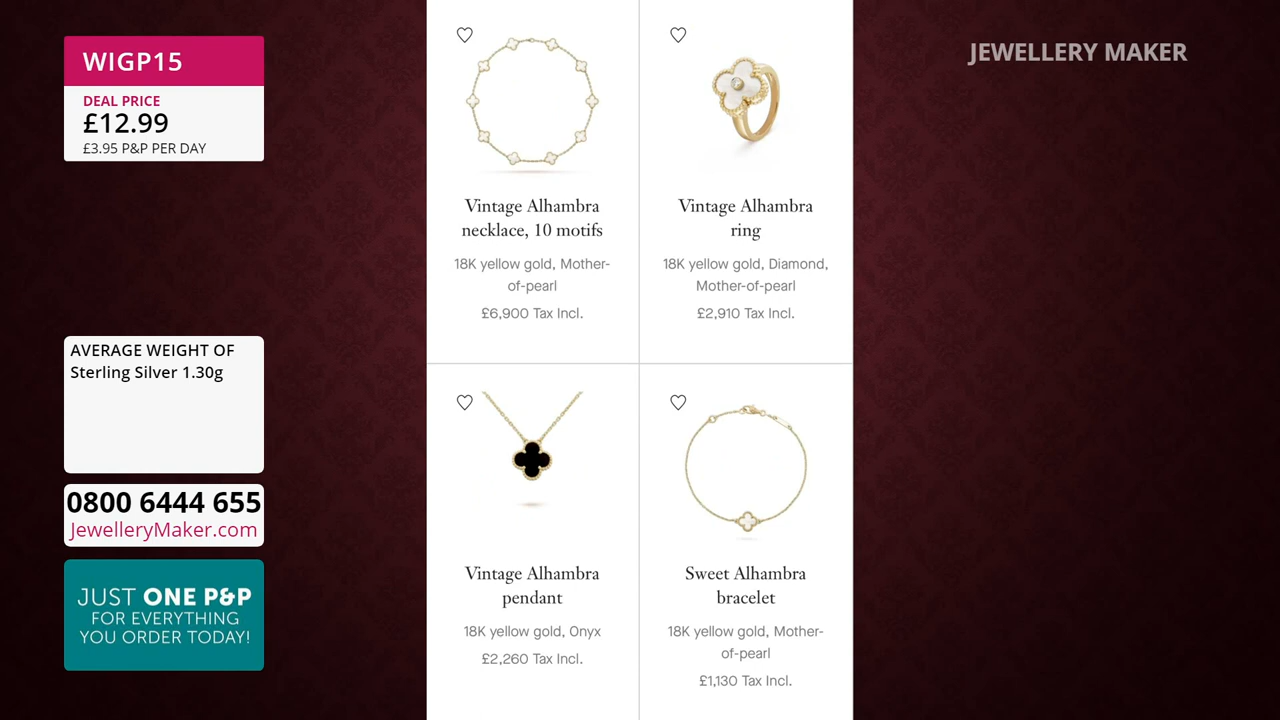 WIGP15
DEAL PRICE
£12.99
£3.95 P&P PER DAY
AVERAGE WEIGHT OF
Sterling Silver 1.30g
0800 6444 655
JewelleryMaker.com
JUST ONE P&P
FOR EVERYTHING
YOU ORDER TODAY!
Vintage Alhambra
necklace, 10 motifs
18K yellow gold, Mother-
of-pearl
£6,900 Tax Incl.
Vintage Alhambra
ring
18K yellow gold, Diamond,
Mother-of-pearl
£2,910 Tax Incl.
Vintage Alhambra
pendant
18K yellow gold, Onyx
£2,260 Tax Incl.
Sweet Alhambra
bracelet
18K yellow gold, Mother-
of-pearl
£1,130 Tax Incl.
JEWELLERY MAKER